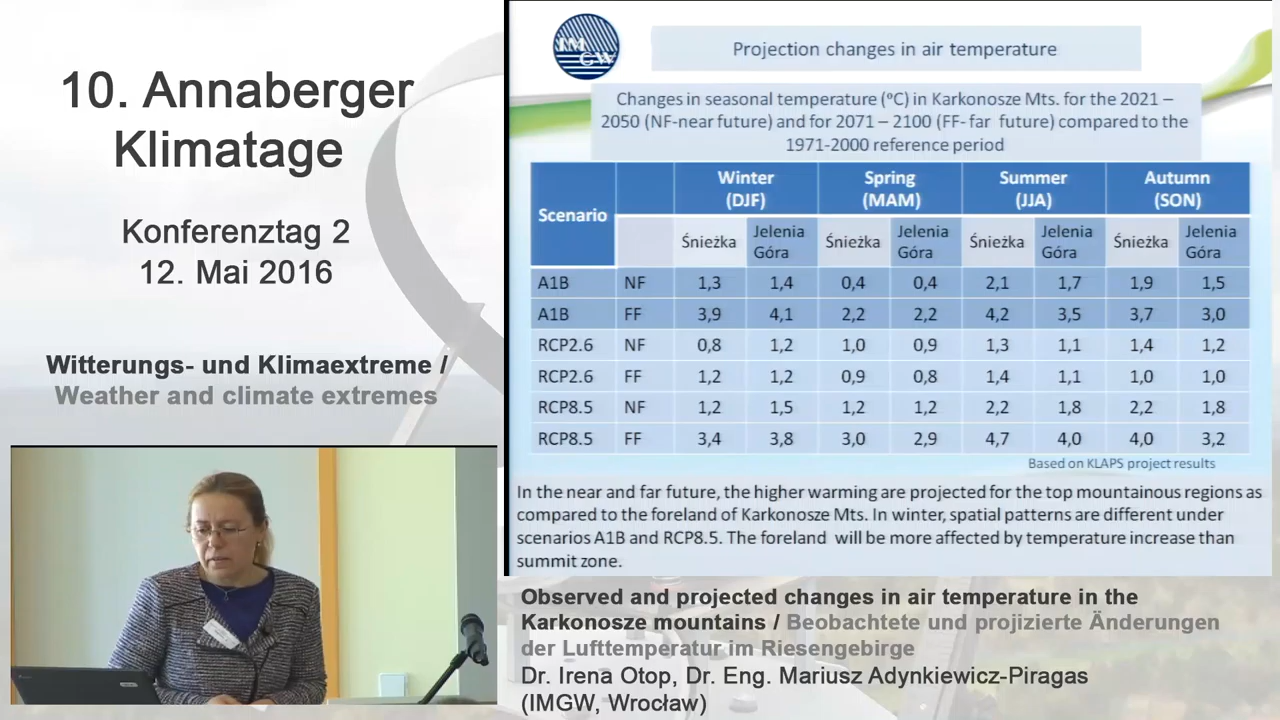 10. Annaberger
Klimatage
Konferenztag 2
12. Mai 2016
Witterungs- und Klimaextreme /
Weather and climate extremes
IM
GW
Projection changes in air temperature
Changes in seasonal temperature (ºC) in Karkonosze Mts. for the 2021 –
2050 (NF-near future) and for 2071 – 2100 (FF- far future) compared to the
1971-2000 reference period
Scenario Winter (DJF) Spring (MAM) Summer (JJA) Autumn (SON)
Śnieżka Jelenia Góra Śnieżka Jelenia Góra Śnieżka Jelenia Góra Śnieżka Jelenia Góra
A1B NF 1,3 1,4 0,4 0,4 2,1 1,7 1,9 1,5
A1B FF 3,9 4,1 2,2 2,2 4,2 3,5 3,7 3,0
RCP2.6 NF 0,8 1,2 1,0 0,9 1,3 1,1 1,4 1,2
RCP2.6 FF 1,2 1,2 0,9 0,8 1,4 1,1 1,0 1,0
RCP8.5 NF 1,2 1,5 1,2 1,2 2,2 1,8 2,2 1,8
RCP8.5 FF 3,4 3,8 3,0 2,9 4,7 4,0 4,0 3,2
Based on KLAPS project results
In the near and far future, the higher warming are projected for the top mountainous regions as
compared to the foreland of Karkonosze Mts. In winter, spatial patterns are different under
scenarios A1B and RCP8.5. The foreland will be more affected by temperature increase than
summit zone.
Observed and projected changes in air temperature in the
Karkonosze mountains / Beobachtete und projizierte Änderungen
der Lufttemperatur im Riesengebirge
Dr. Irena Otop, Dr. Eng. Mariusz Adynkiewicz-Piragas
(IMGW, Wrocław)